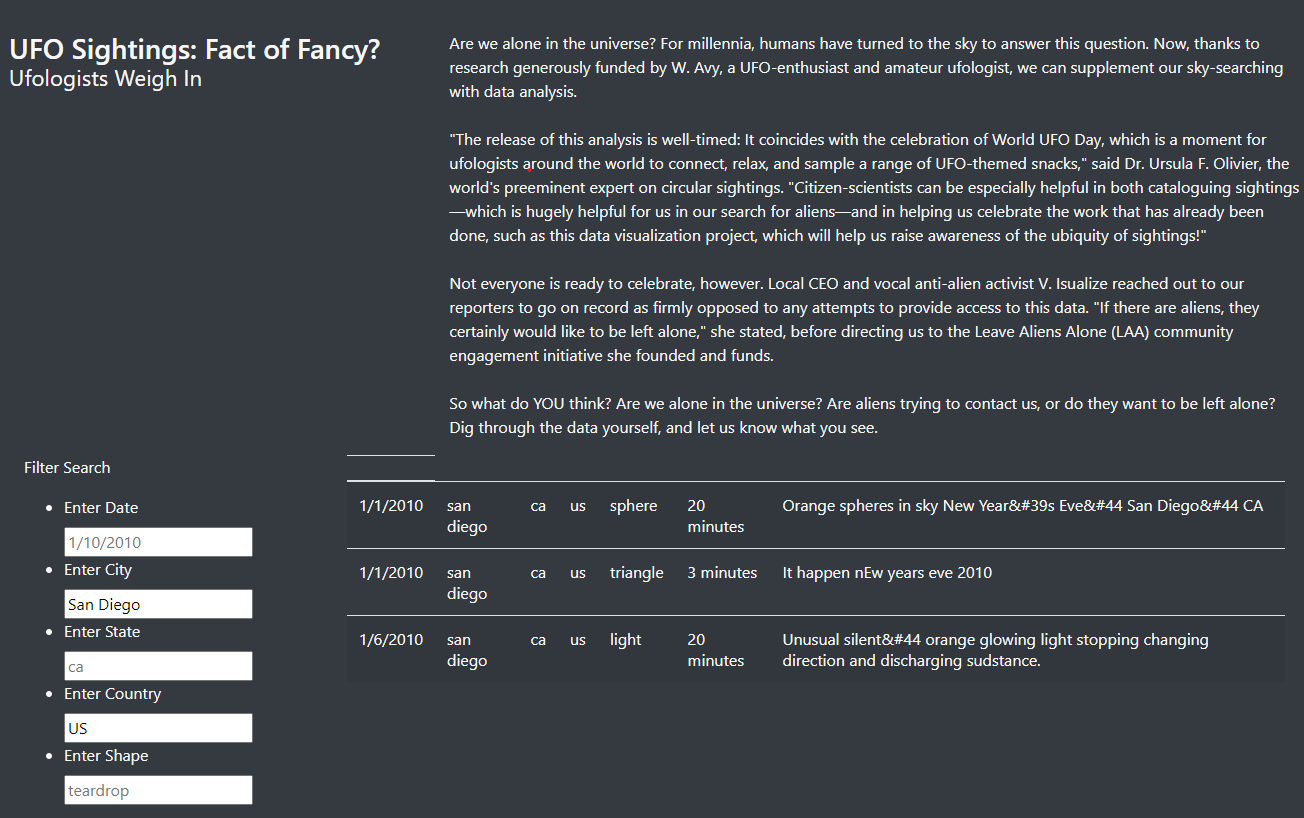 UFO Sightings: Fact of Fancy?
Ufologists Weigh In
Are we alone in the universe? For millennia, humans have turned to the sky to answer this question. Now, thanks to
research generously funded by W. Avy, a UFO-enthusiast and amateur ufologist, we can supplement our sky-searching
with data analysis.
"The release of this analysis is well-timed: It coincides with the celebration of World UFO Day, which is a moment for
ufologists around the world to connect, relax, and sample a range of UFO-themed snacks," said Dr. Ursula F. Olivier, the
world's preeminent expert on circular sightings. "Citizen-scientists can be especially helpful in both cataloguing sightings
—which is hugely helpful for us in our search for aliens—and in helping us celebrate the work that has already been
done, such as this data visualization project, which will help us raise awareness of the ubiquity of sightings!"
Not everyone is ready to celebrate, however. Local CEO and vocal anti-alien activist V. Isualize reached out to our
reporters to go on record as firmly opposed to any attempts to provide access to this data. "If there are aliens, they
certainly would like to be left alone," she stated, before directing us to the Leave Aliens Alone (LAA) community
engagement initiative she founded and funds.
So what do YOU think? Are we alone in the universe? Are aliens trying to contact us, or do they want to be left alone?
Dig through the data yourself, and let us know what you see.
Filter Search
Enter Date
1/10/2010
Enter City
San Diego
Enter State
ca
Enter Country
US
Enter Shape
teardrop
1/1/2010 san ca us sphere 20 Orange spheres in sky New Year&#39s Eve&#44 San Diego&#44 CA
diego minutes
1/1/2010 san ca us triangle 3 minutes It happen nEw years eve 2010
diego
1/6/2010 san ca us light 20 Unusual silent&#44 orange glowing light stopping changing
diego minutes direction and discharging sudstance.